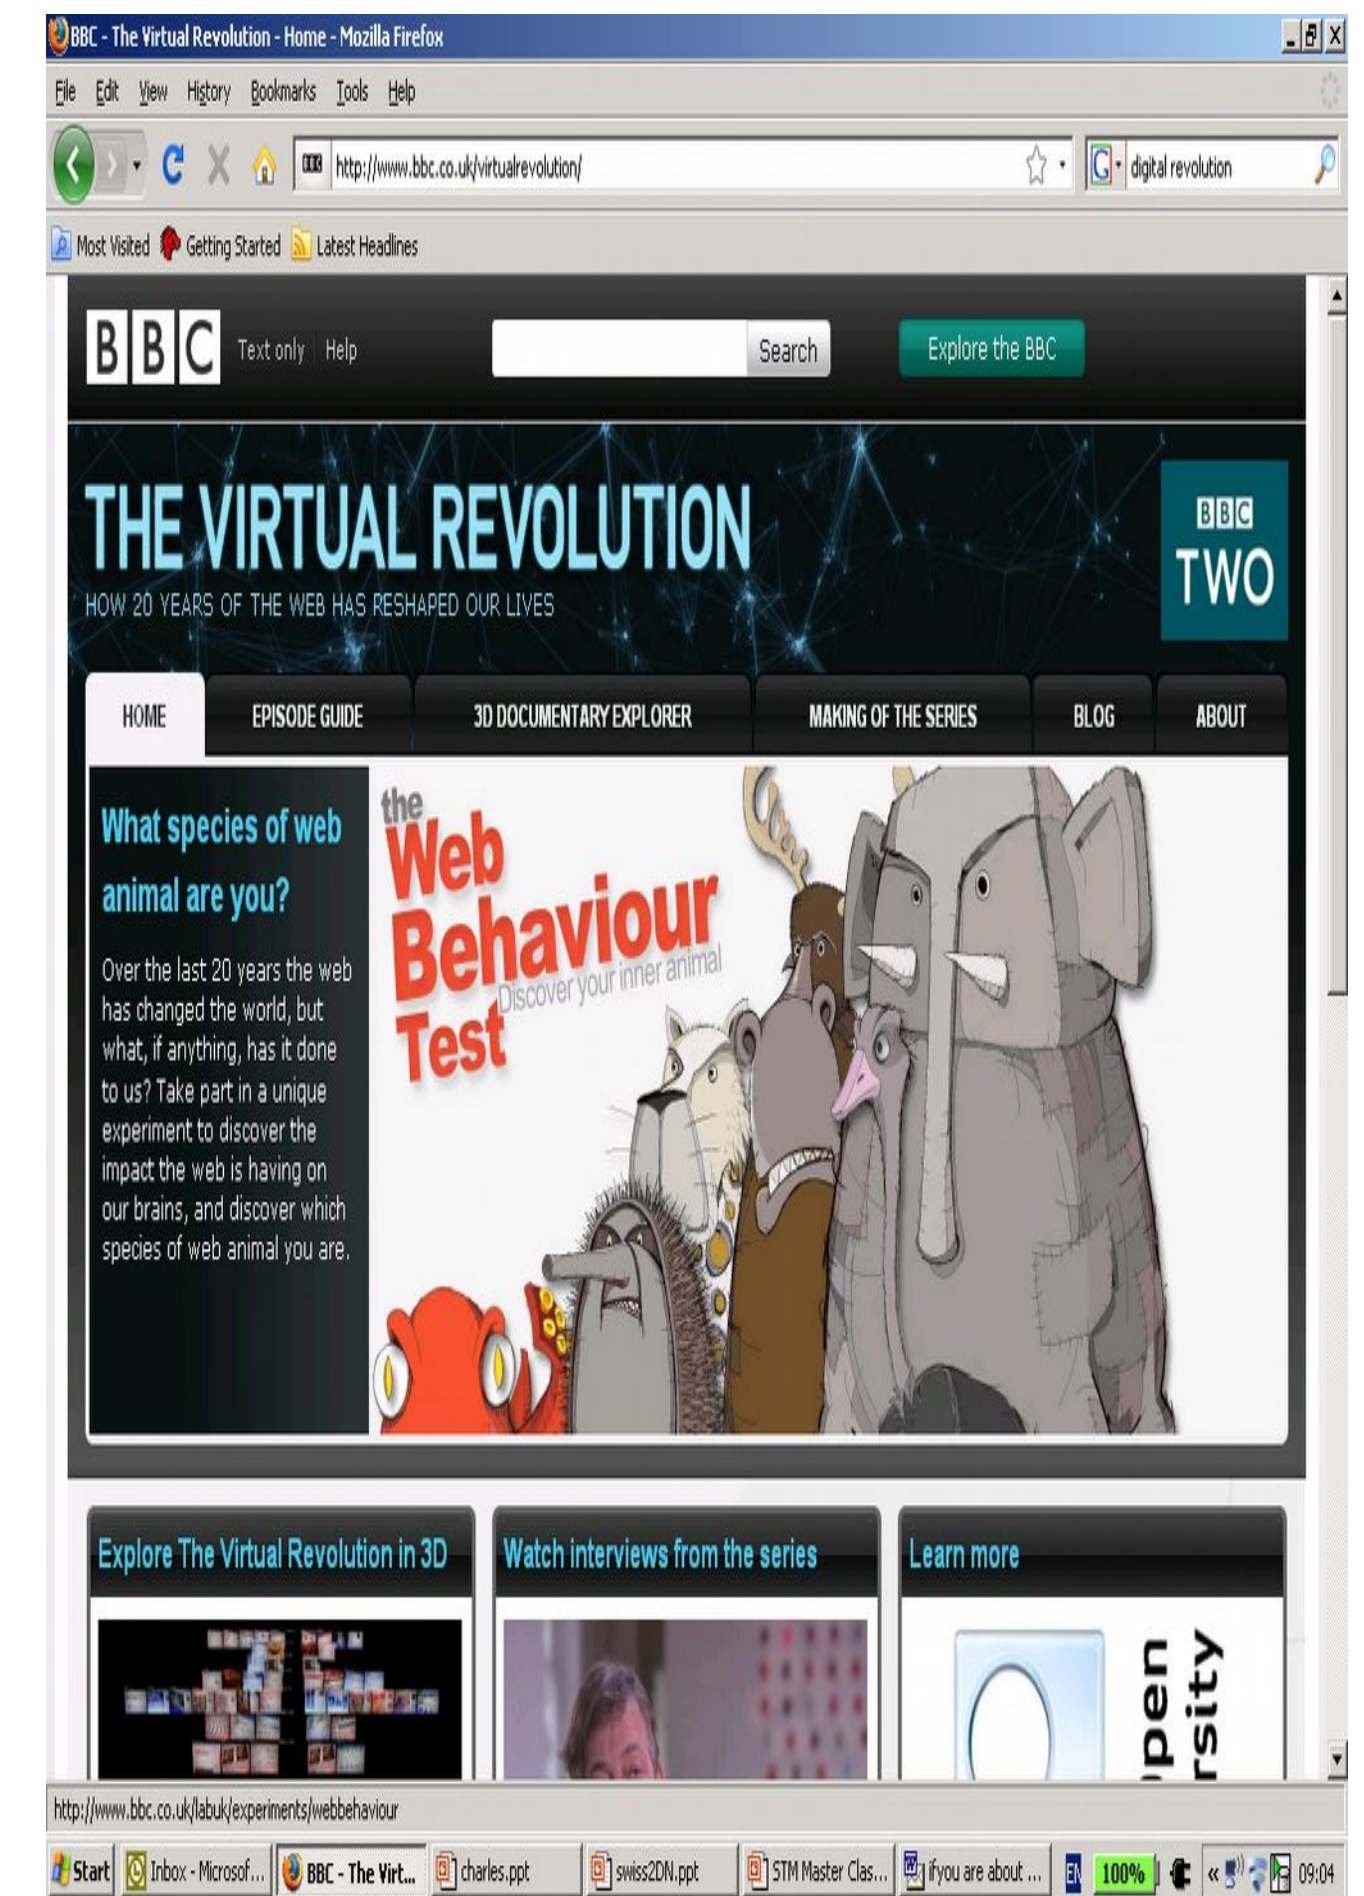 BBC - The Virtual Revolution - Home - Mozilla Firefox
File Edit View History Bookmarks Tools Help
http://www.bbc.co.uk/virtualrevolution/
digital revolution
Most Visited Getting Started Latest Headlines
BBC Text only Help Search Explore the BBC
THE VIRTUAL REVOLUTION
HOW 20 YEARS OF THE WEB HAS RESHAPED OUR LIVES
BBC
TWO
HOME EPISODE GUIDE 3D DOCUMENTARY EXPLORER MAKING OF THE SERIES BLOG ABOUT
What species of web
animal are you?
Over the last 20 years the web
has changed the world, but
what, if anything, has it done
to us? Take part in a unique
experiment to discover the
impact the web is having on
our brains, and discover which
species of web animal you are.
the
Web
Behaviour
Discover your inner animal
Test
Explore The Virtual Revolution in 3D
Watch interviews from the series
Learn more
http://www.bbc.co.uk/labuk/experiments/webbehaviour
Start Inbox - Microsof... BBC - The Virt... charles.ppt swiss2DN.ppt STM Master Clas... ifyou are about ... EN 100% « 09:04